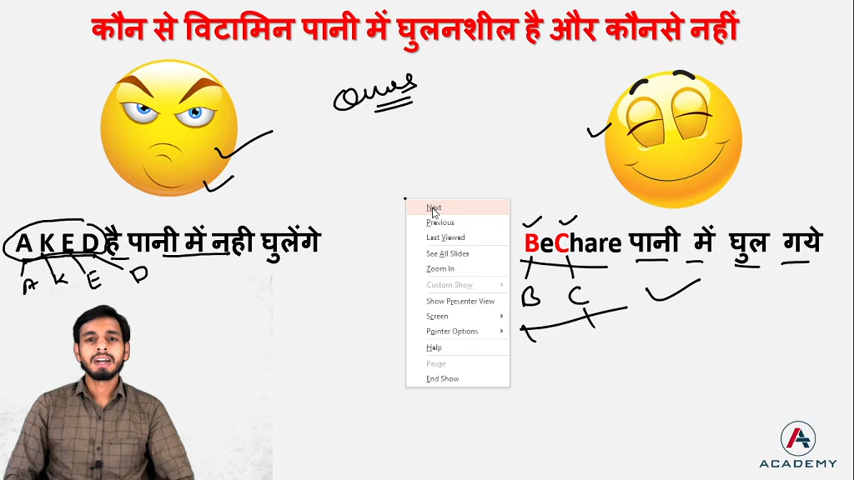 कौन से विटामिन पानी में घुलनशील है और कौनसे नहीं
A K E D है पानी में नही घुलेंगे
A K E D
Next
Previous
Last Viewed
See All Slides
Zoom In
Custom Show
Show Presenter View
Screen
Pointer Options
Help
Pause
End Show
BeChare पानी में घुल गये
B C
ACADEMY